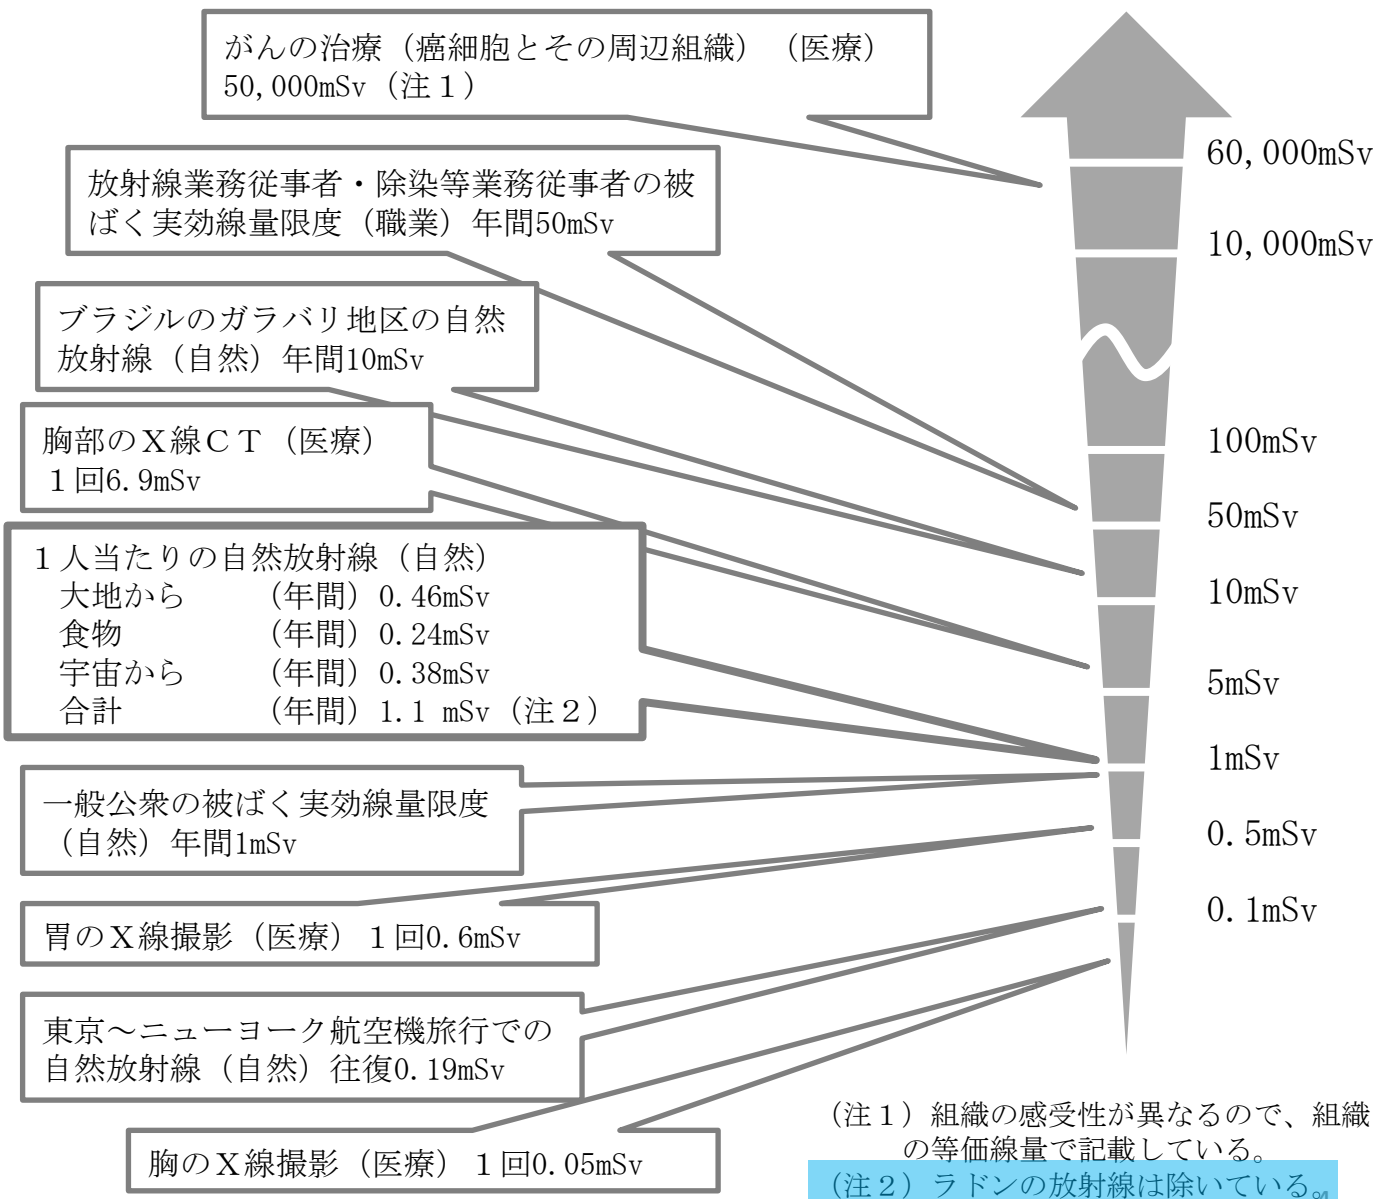 がんの治療（癌細胞とその周辺組織）（医療）
50,000mSv（注１）
放射線業務従事者・除染等業務従事者の被
ばく実効線量限度（職業）年間50mSv
ブラジルのガラバリ地区の自然
放射線（自然）年間10mSv
胸部のＸ線ＣＴ（医療）
１回6.9mSv
１人当たりの自然放射線（自然）
大地から　　　（年間）0.46mSv
食物　　　　　（年間）0.24mSv
宇宙から　　　（年間）0.38mSv
合計　　　　　（年間）1.1 mSv（注２）
一般公衆の被ばく実効線量限度
（自然）年間1mSv
胃のＸ線撮影（医療）１回0.6mSv
東京～ニューヨーク航空機旅行での
自然放射線（自然）往復0.19mSv
胸のＸ線撮影（医療）１回0.05mSv
60,000mSv
10,000mSv
100mSv
50mSv
10mSv
5mSv
1mSv
0.5mSv
0.1mSv
（注１）組織の感受性が異なるので、組織
の等価線量で記載している。
（注２）ラドンの放射線は除いている。